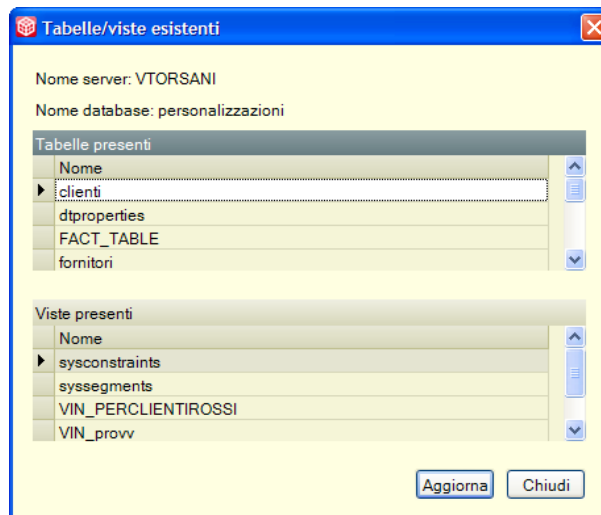 Tabelle/viste esistenti
Nome server: VTORSANI
Nome database: personalizzazioni
Tabelle presenti
Nome
clienti
dtproperties
FACT_TABLE
fornitori
Viste presenti
Nome
sysconstraints
syssegments
VIN_PERCLIENTIROSSI
VIN_provv
Aggiorna Chiudi